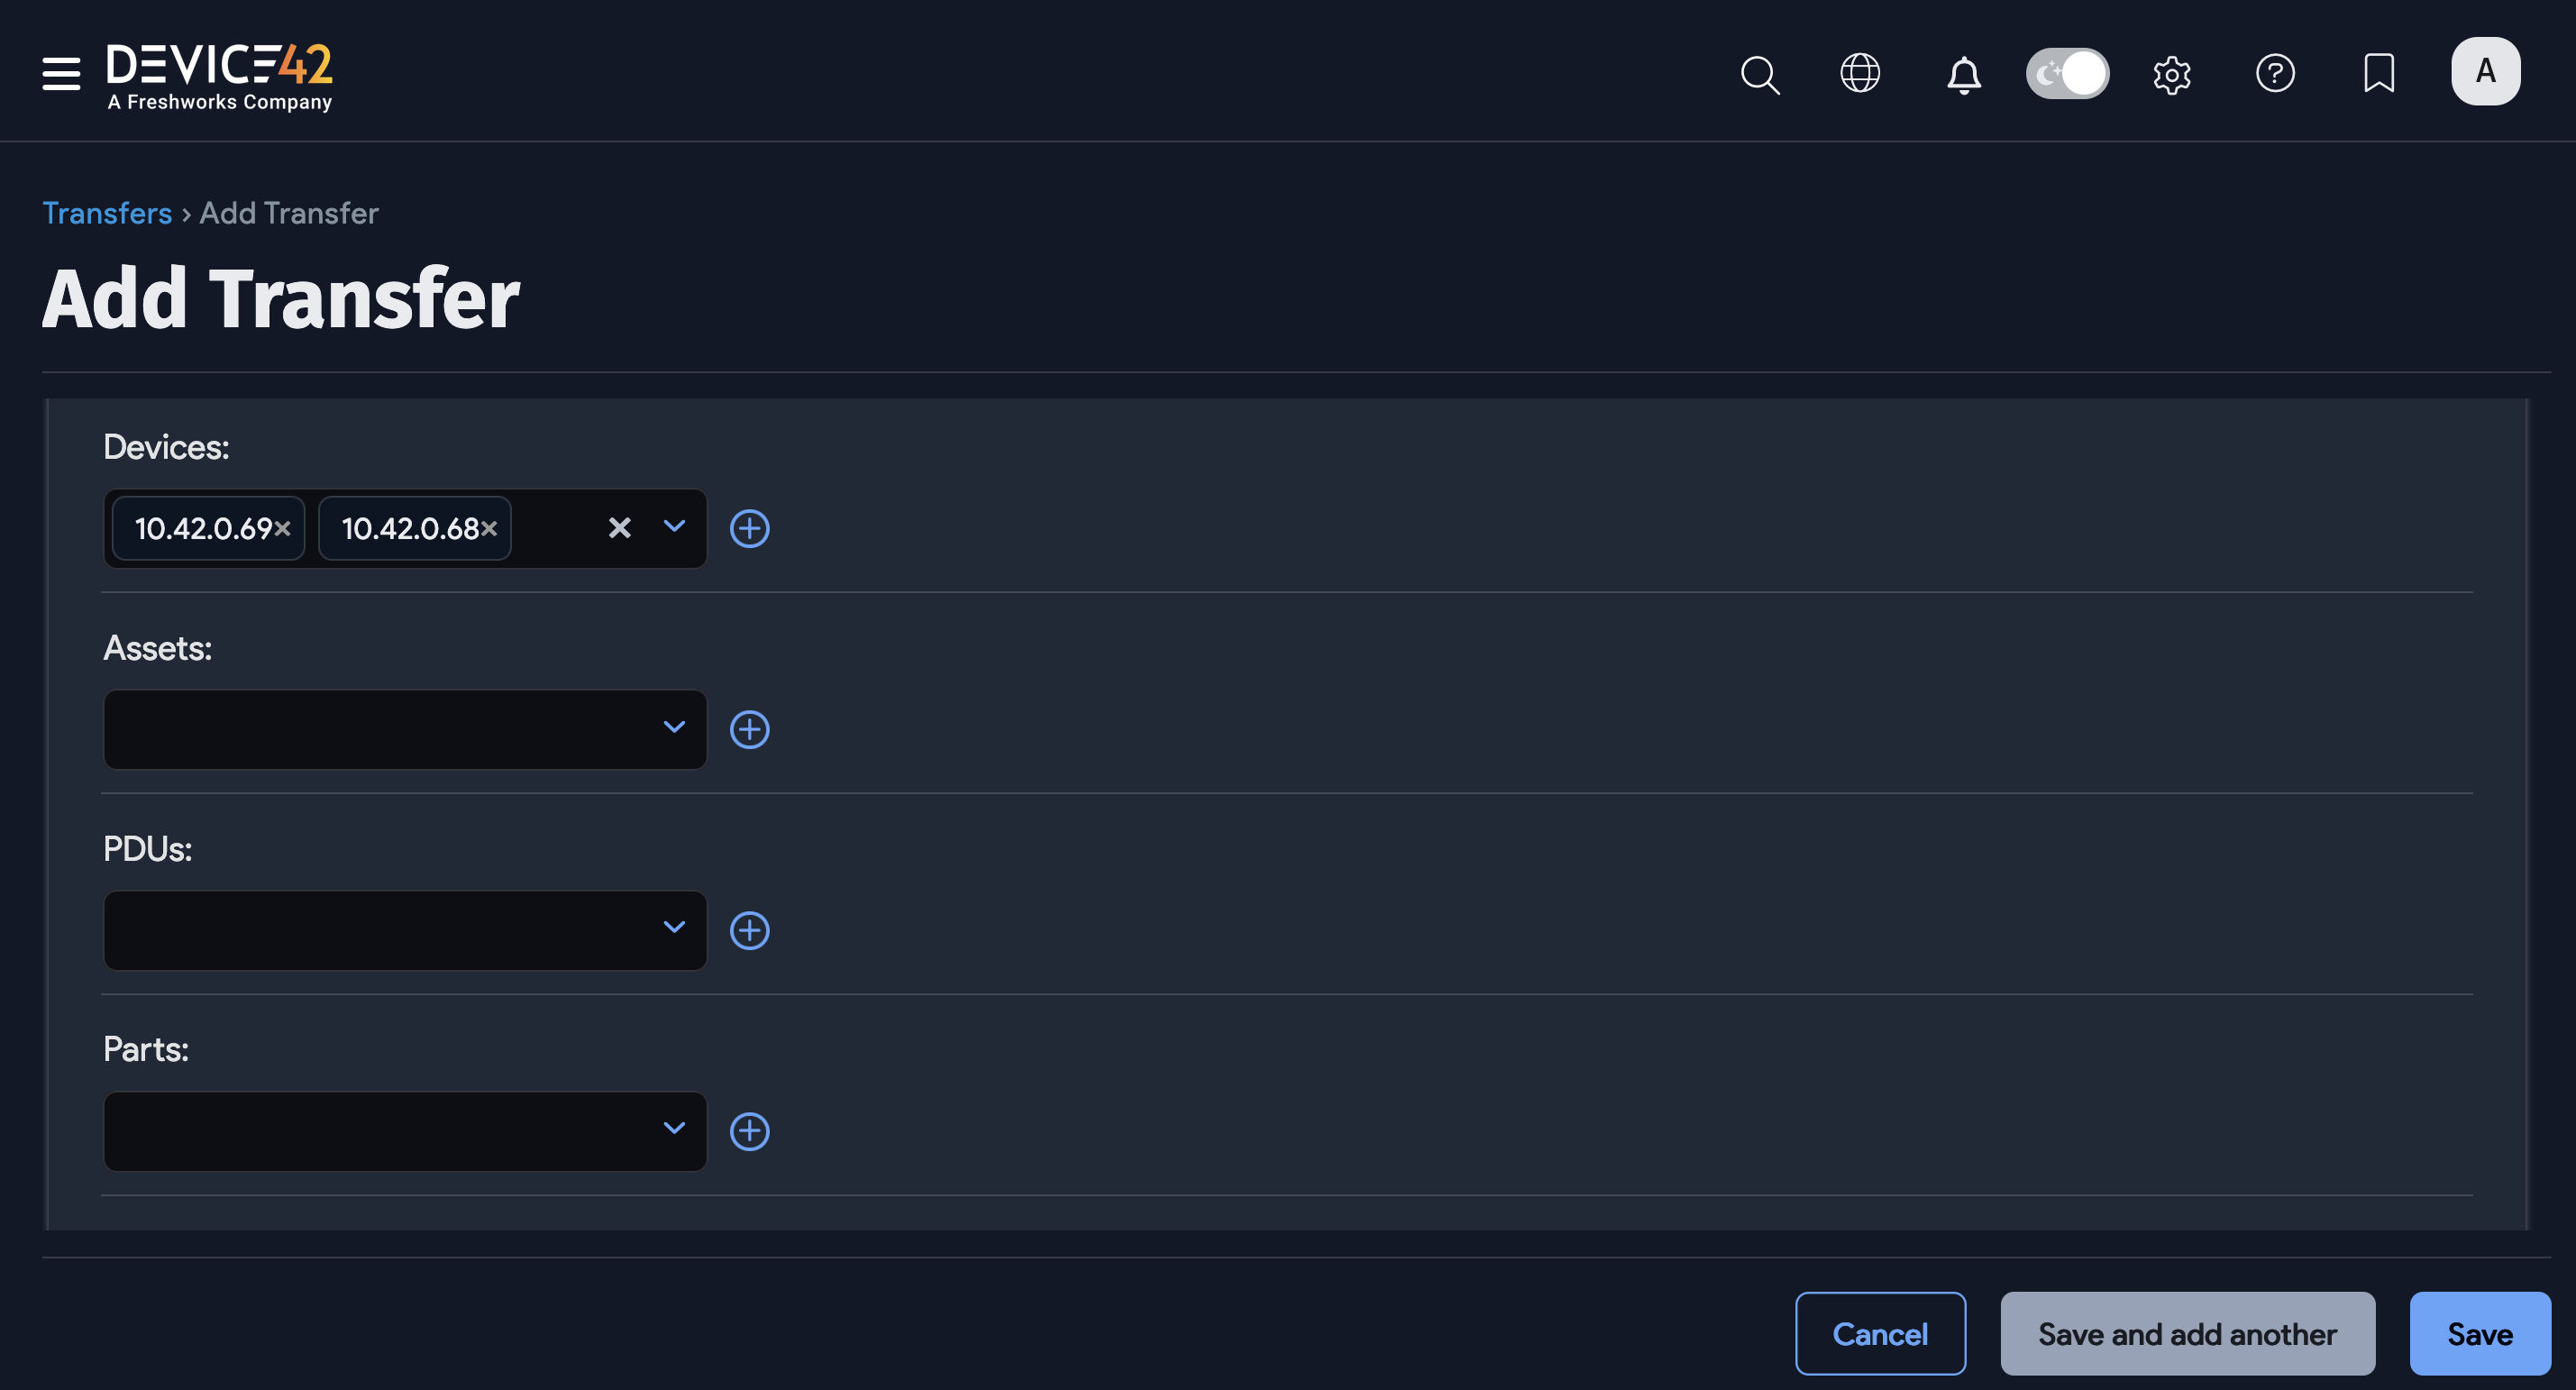 DEVICE42
A Freshworks Company
A
Transfers › Add Transfer
Add Transfer
Devices:
10.42.0.69× 10.42.0.68×
Assets:
PDUs:
Parts:
Cancel Save and add another Save